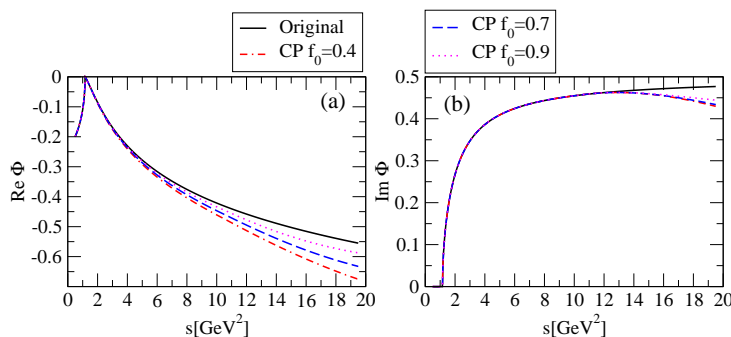 Original
CP f0=0.4
CP f0=0.7
CP f0=0.9
(a)
Re Φ
0
-0.1
-0.2
-0.3
-0.4
-0.5
-0.6
0 2 4 6 8 10 12 14 16 18 20
s[GeV²]
(b)
Im Φ
0.5
0.4
0.3
0.2
0.1
0
0 2 4 6 8 10 12 14 16 18 20
s[GeV²]